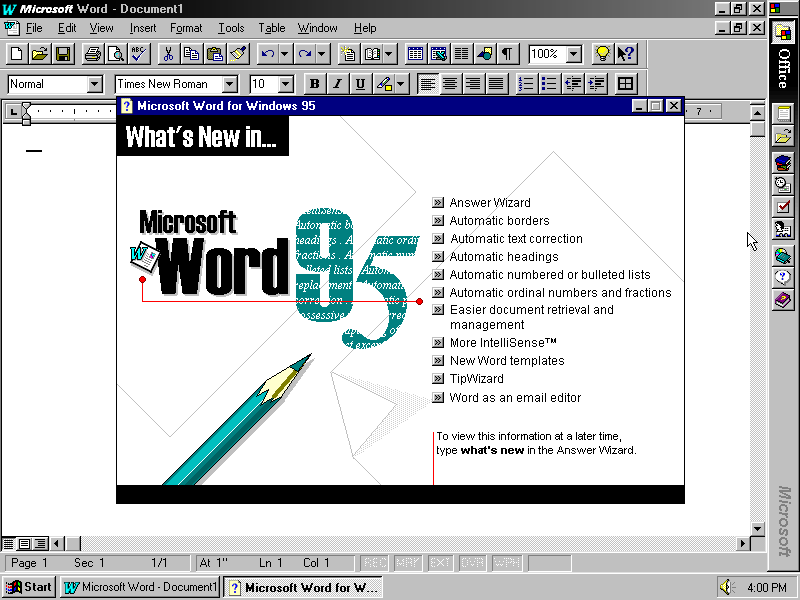 Microsoft Word - Document1
File Edit View Insert Format Tools Table Window Help
100%
Normal Times New Roman 10 B I U
Microsoft Word for Windows 95
7
What's New in...
Microsoft
Word 95
Answer Wizard
Automatic borders
Automatic text correction
Automatic headings
Automatic numbered or bulleted lists
Automatic ordinal numbers and fractions
Easier document retrieval and
management
More IntelliSense™
New Word templates
TipWizard
Word as an email editor
To view this information at a later time,
type what's new in the Answer Wizard.
Office
Microsoft
Page 1 Sec 1 1/1 At 1" Ln 1 Col 1 REC MRK EXT OVR WPH
Start Microsoft Word - Document1 Microsoft Word for W... 4:00 PM